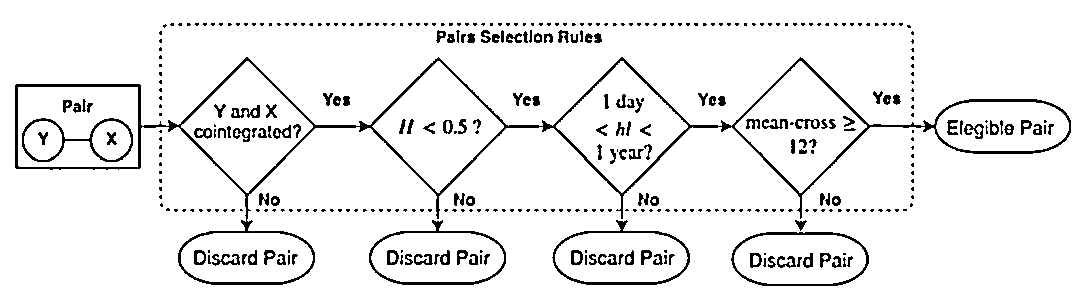 Pairs Selection Rules
Pair
Y
X
Y and X
cointegrated?
Yes
No
Discard Pair
H < 0.5 ?
Yes
No
Discard Pair
1 day
< hl <
1 year?
Yes
No
Discard Pair
mean-cross ≥
12?
Yes
No
Discard Pair
Elegible Pair